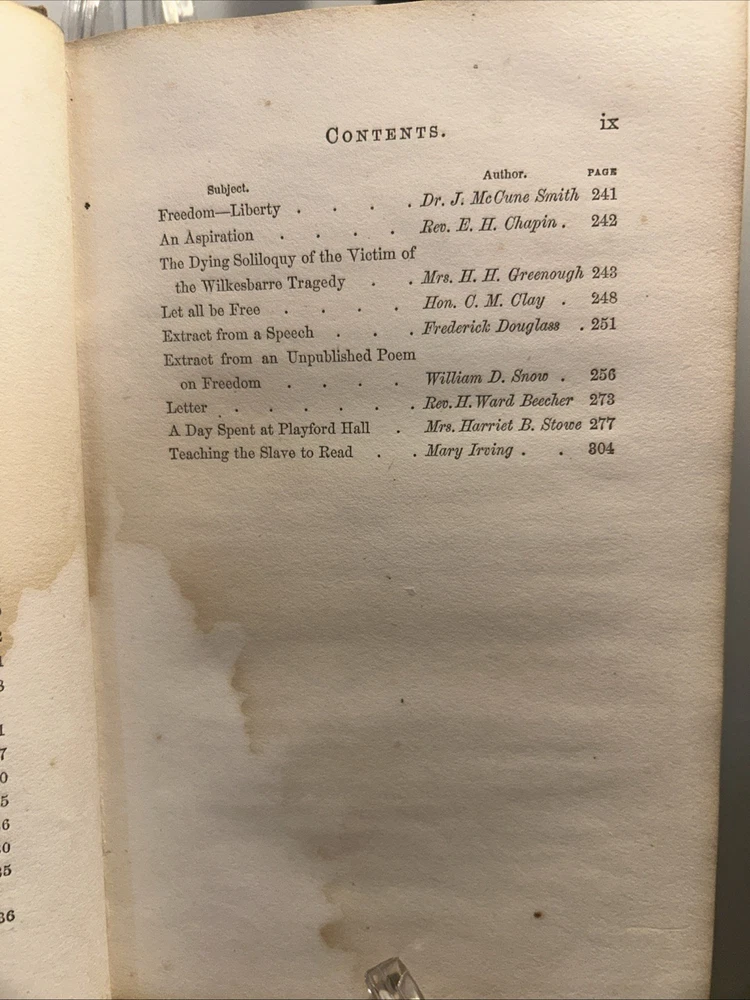 CONTENTS. ix
Subject. Author. PAGE
Freedom—Liberty . . . . Dr. J. McCune Smith 241
An Aspiration . . . . Rev. E. H. Chapin . 242
The Dying Soliloquy of the Victim of
the Wilkesbarre Tragedy . . Mrs. H. H. Greenough 243
Let all be Free . . . . Hon. C. M. Clay . 248
Extract from a Speech . . . Frederick Douglass . 251
Extract from an Unpublished Poem
on Freedom . . . . William D. Snow . 256
Letter . . . . . . Rev. H. Ward Beecher 273
A Day Spent at Playford Hall . Mrs. Harriet B. Stowe 277
Teaching the Slave to Read . . Mary Irving . . 304